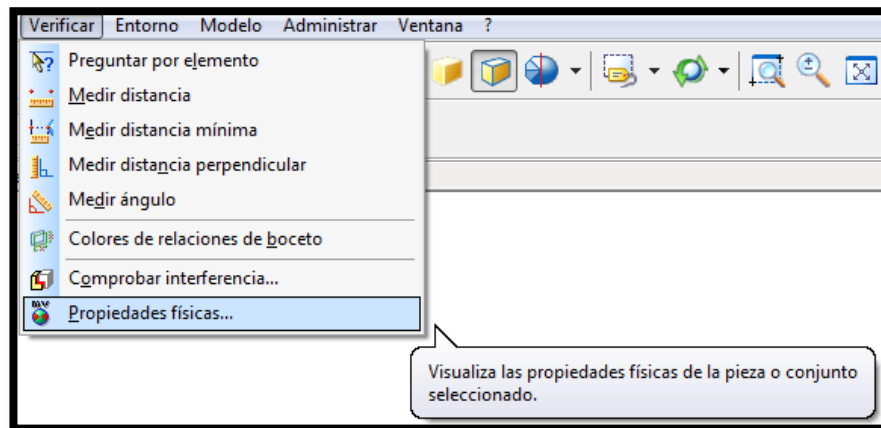 Verificar Entorno Modelo Administrar Ventana ?
Preguntar por elemento
Medir distancia
Medir distancia mínima
Medir distancia perpendicular
Medir ángulo
Colores de relaciones de boceto
Comprobar interferencia...
Propiedades físicas...
Visualiza las propiedades físicas de la pieza o conjunto
seleccionado.